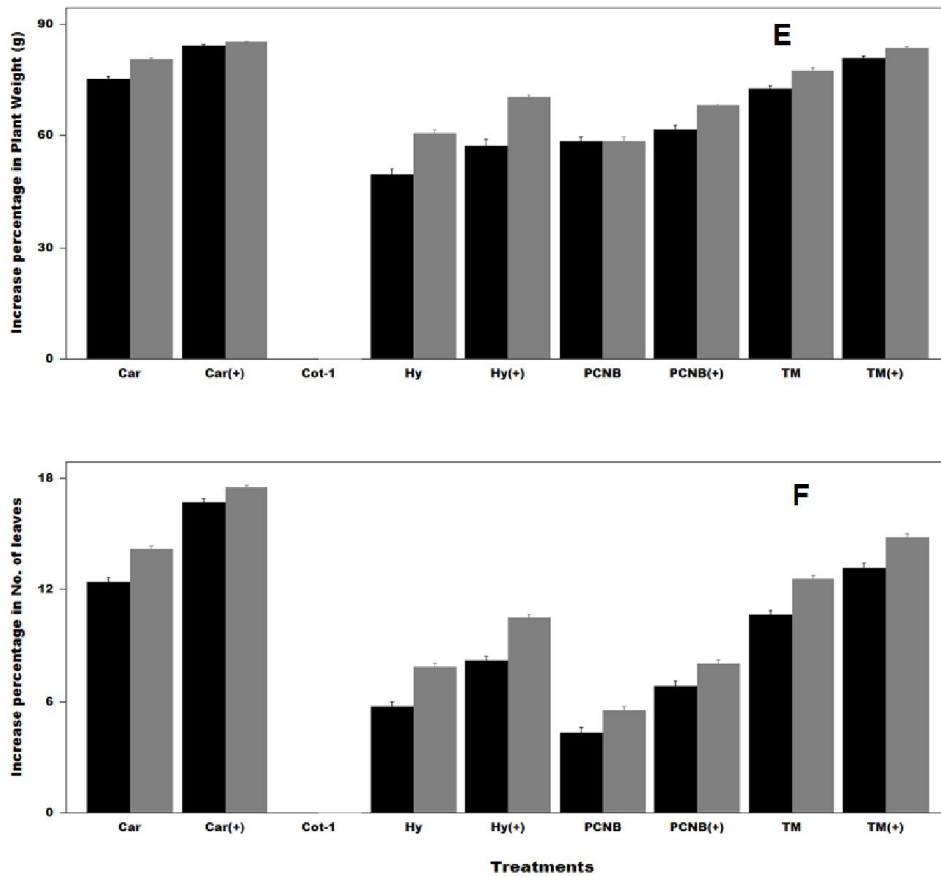 Increase percentage in Plant Weight (g)
90
60
30
0
E
Car Car(+) Cot-1 Hy Hy(+) PCNB PCNB(+) TM TM(+)
Increase percentage in No. of leaves
18
12
6
0
F
Car Car(+) Cot-1 Hy Hy(+) PCNB PCNB(+) TM TM(+)
Treatments